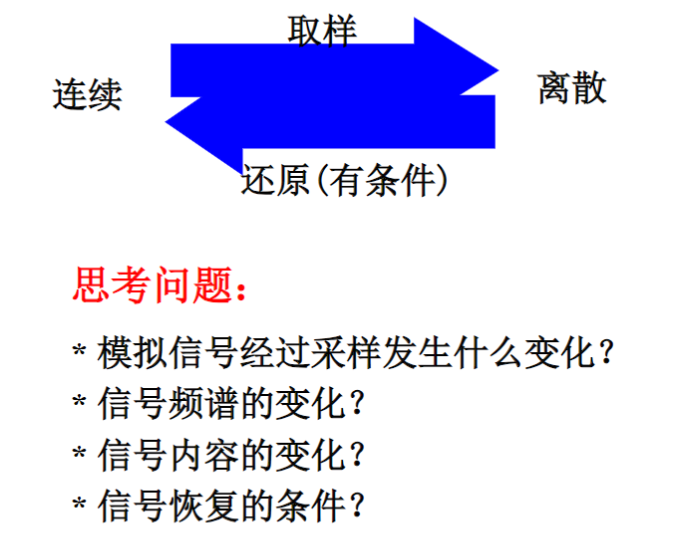 取样
连续
离散
还原(有条件)
思考问题：
* 模拟信号经过采样发生什么变化？
* 信号频谱的变化？
* 信号内容的变化？
* 信号恢复的条件？